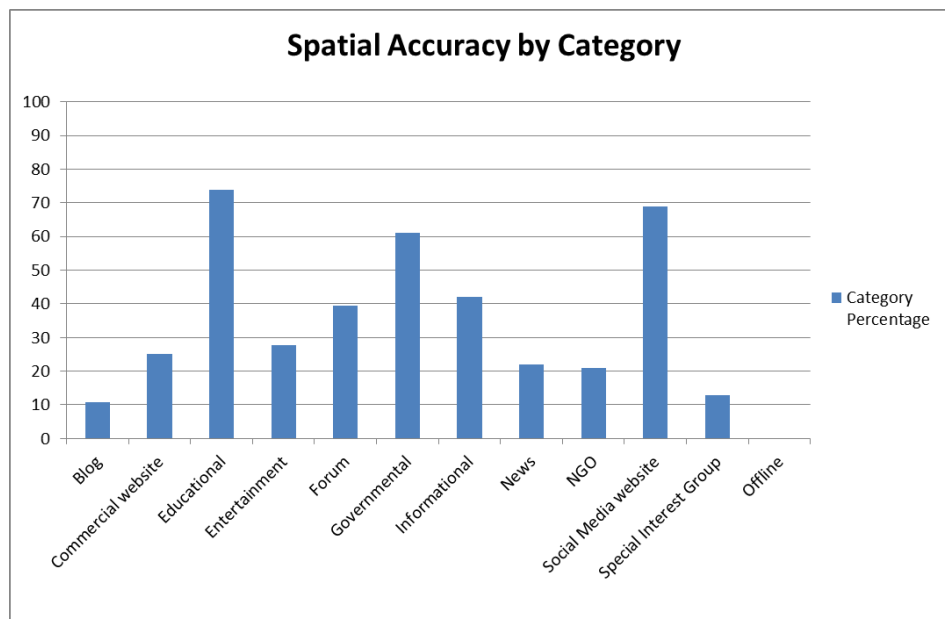 Spatial Accuracy by Category
100
90
80
70
60
50
40
30
20
10
0
Blog
Commercial website
Educational
Entertainment
Forum
Governmental
Informational
News
NGO
Social Media website
Special Interest Group
Offline
Category
Percentage